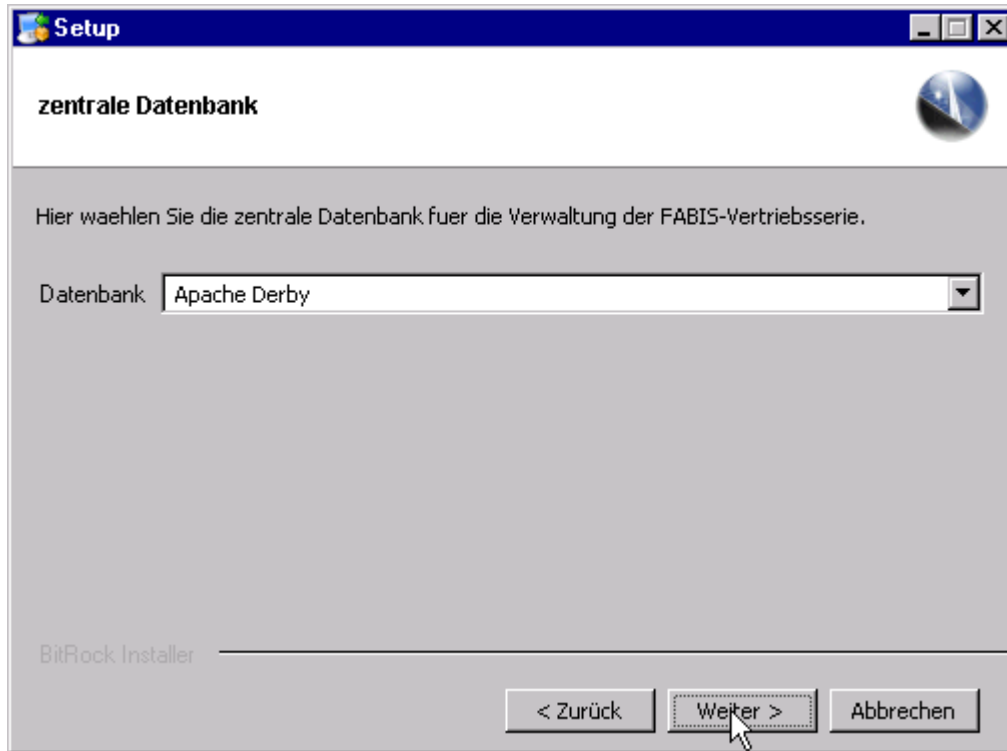 Setup
zentrale Datenbank
Hier waehlen Sie die zentrale Datenbank fuer die Verwaltung der FABIS-Vertriebsserie.
Datenbank Apache Derby
BitRock Installer
< Zurück Weiter > Abbrechen